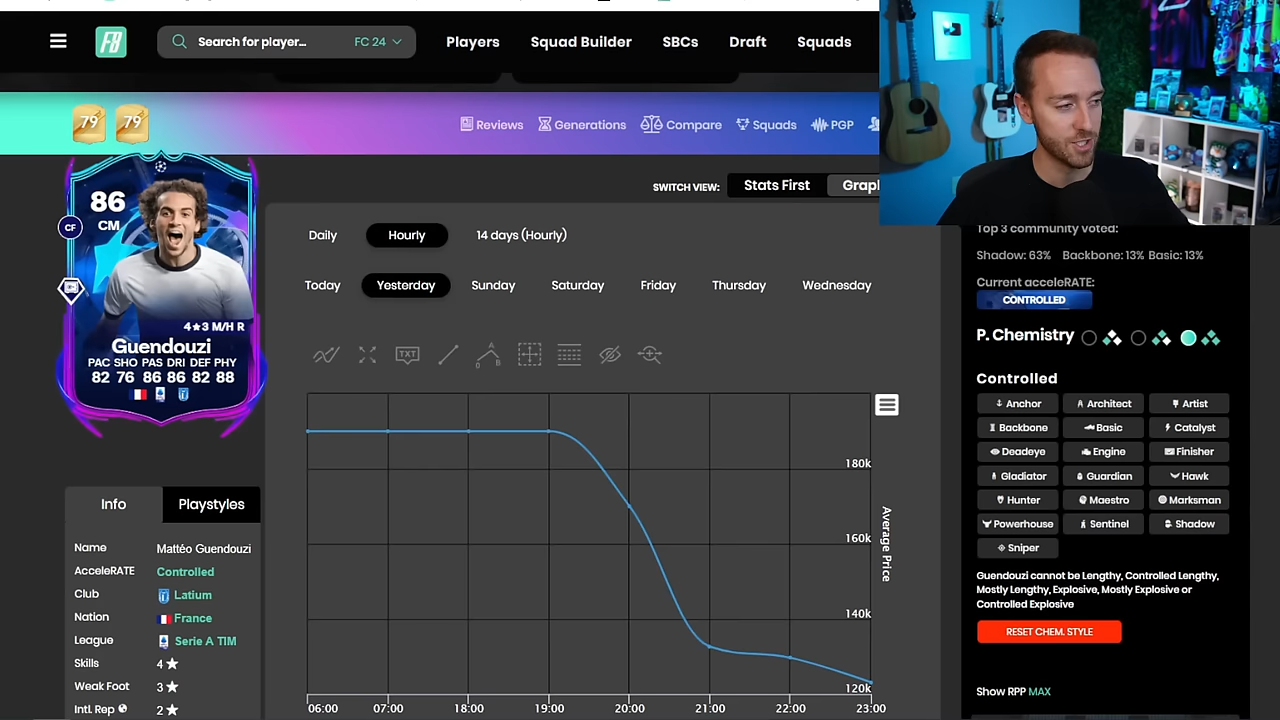 FB
Search for player...
FC 24
Players
Squad Builder
SBCs
Draft
Squads
79
79
Reviews
Generations
Compare
Squads
PGP
SWITCH VIEW:
Stats First
Grap
86
CM
CF
4★3 M/H R
Guendouzi
PAC SHO PAS DRI DEF PHY
82 76 86 86 82 88
Daily
Hourly
14 days (Hourly)
Today
Yesterday
Sunday
Saturday
Friday
Thursday
Wednesday
TXT
A
B
0
180k
160k
140k
120k
Average Price
06:00
07:00
18:00
19:00
20:00
21:00
22:00
23:00
Info
Playstyles
Name Mattéo Guendouzi
AcceleRATE Controlled
Club Latium
Nation France
League Serie A TIM
Skills 4 ★
Weak Foot 3 ★
Intl. Rep 2 ★
Top 3 community voted:
Shadow: 63% Backbone: 13% Basic: 13%
Current acceleRATE:
CONTROLLED
P. Chemistry
Controlled
Anchor Architect Artist
Backbone Basic Catalyst
Deadeye Engine Finisher
Gladiator Guardian Hawk
Hunter Maestro Marksman
Powerhouse Sentinel Shadow
Sniper
Guendouzi cannot be Lengthy, Controlled Lengthy,
Mostly Lengthy, Explosive, Mostly Explosive or
Controlled Explosive
RESET CHEM. STYLE
Show RPP MAX